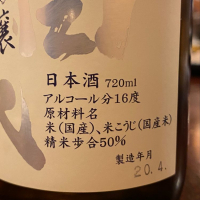 醸
日本酒 720ml
アルコール分16度
原材料名
米(国産)、米こうじ(国産米)
精米歩合50%
製造年月
20.4.